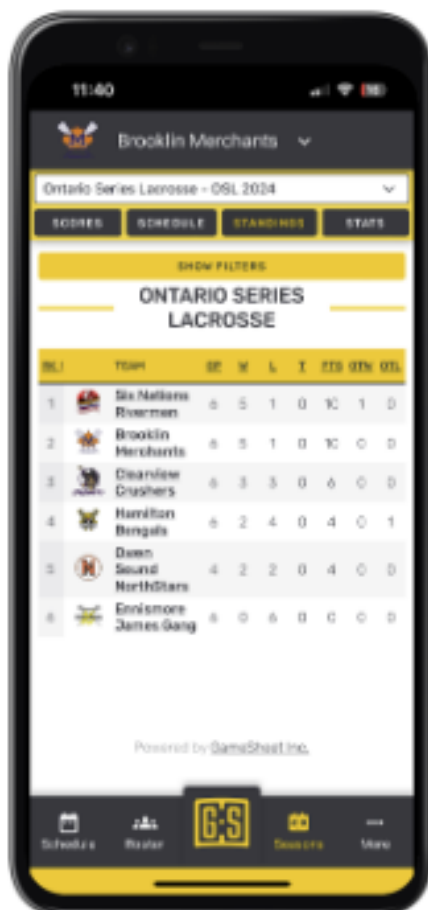 11:40
Brooklin Merchants
Ontario Series Lacrosse - OSL 2024
SCORES SCHEDULE STANDINGS STATS
SHOW FILTERS
ONTARIO SERIES
LACROSSE
TEAM GP W L T PTS OTW OTL
1 Six Nations Rivermen 6 5 1 0 10 1 0
2 Brooklin Merchants 6 5 1 0 10 0 0
3 Clearview Crushers 6 3 3 0 6 0 0
4 Hamilton Bengals 6 2 4 0 4 0 1
5 Owen Sound NorthStars 4 2 2 0 4 0 0
6 Ennismore James Gang 6 0 6 0 0 0 0
Powered by GameSheet Inc.
G:S
Schedule Roster Seasons More